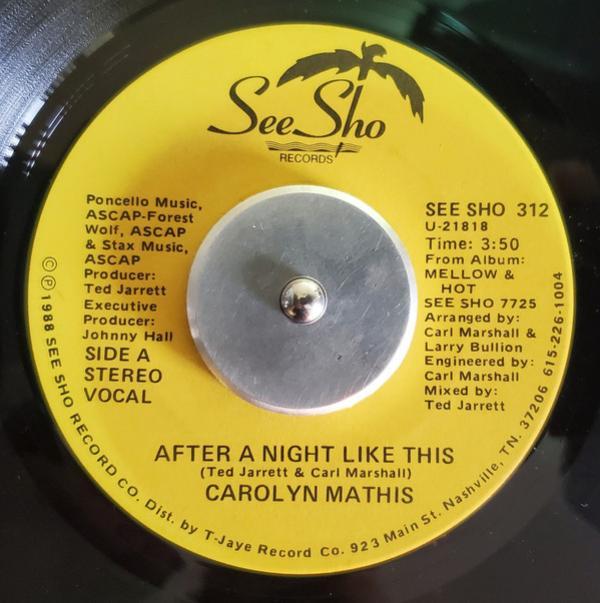 See Sho
RECORDS
Poncello Music,
ASCAP-Forest
Wolf, ASCAP
& Stax Music,
ASCAP
Producer:
Ted Jarrett
Executive
Producer:
Johnny Hall
SIDE A
STEREO
VOCAL
SEE SHO 312
U-21818
Time: 3:50
From Album:
MELLOW &
HOT
SEE SHO 7725
Arranged by:
Carl Marshall &
Larry Bullion
Engineered by:
Carl Marshall
Mixed by:
Ted Jarrett
AFTER A NIGHT LIKE THIS
(Ted Jarrett & Carl Marshall)
CAROLYN MATHIS
© ℗ 1988 SEE SHO RECORD CO. Dist. by T-Jaye Record Co. 923 Main St. Nashville, TN. 37206 615-226-1004